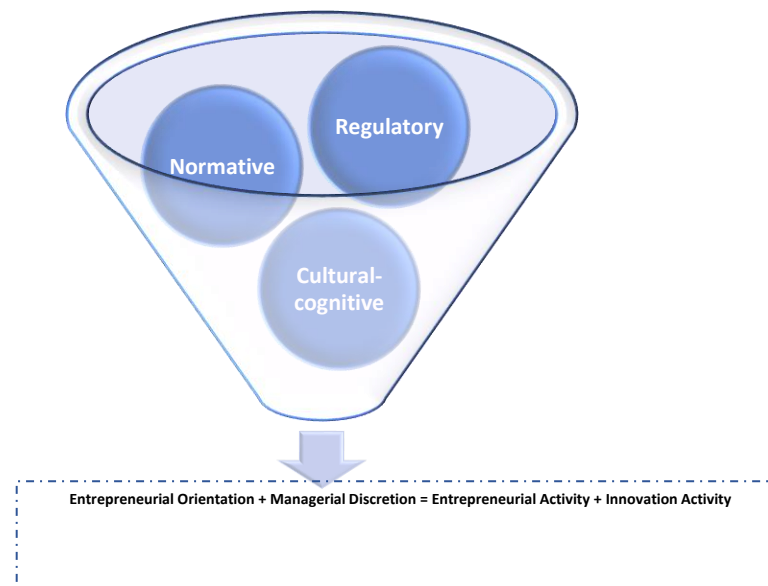 Regulatory
Normative
Cultural-
cognitive
Entrepreneurial Orientation + Managerial Discretion = Entrepreneurial Activity + Innovation Activity